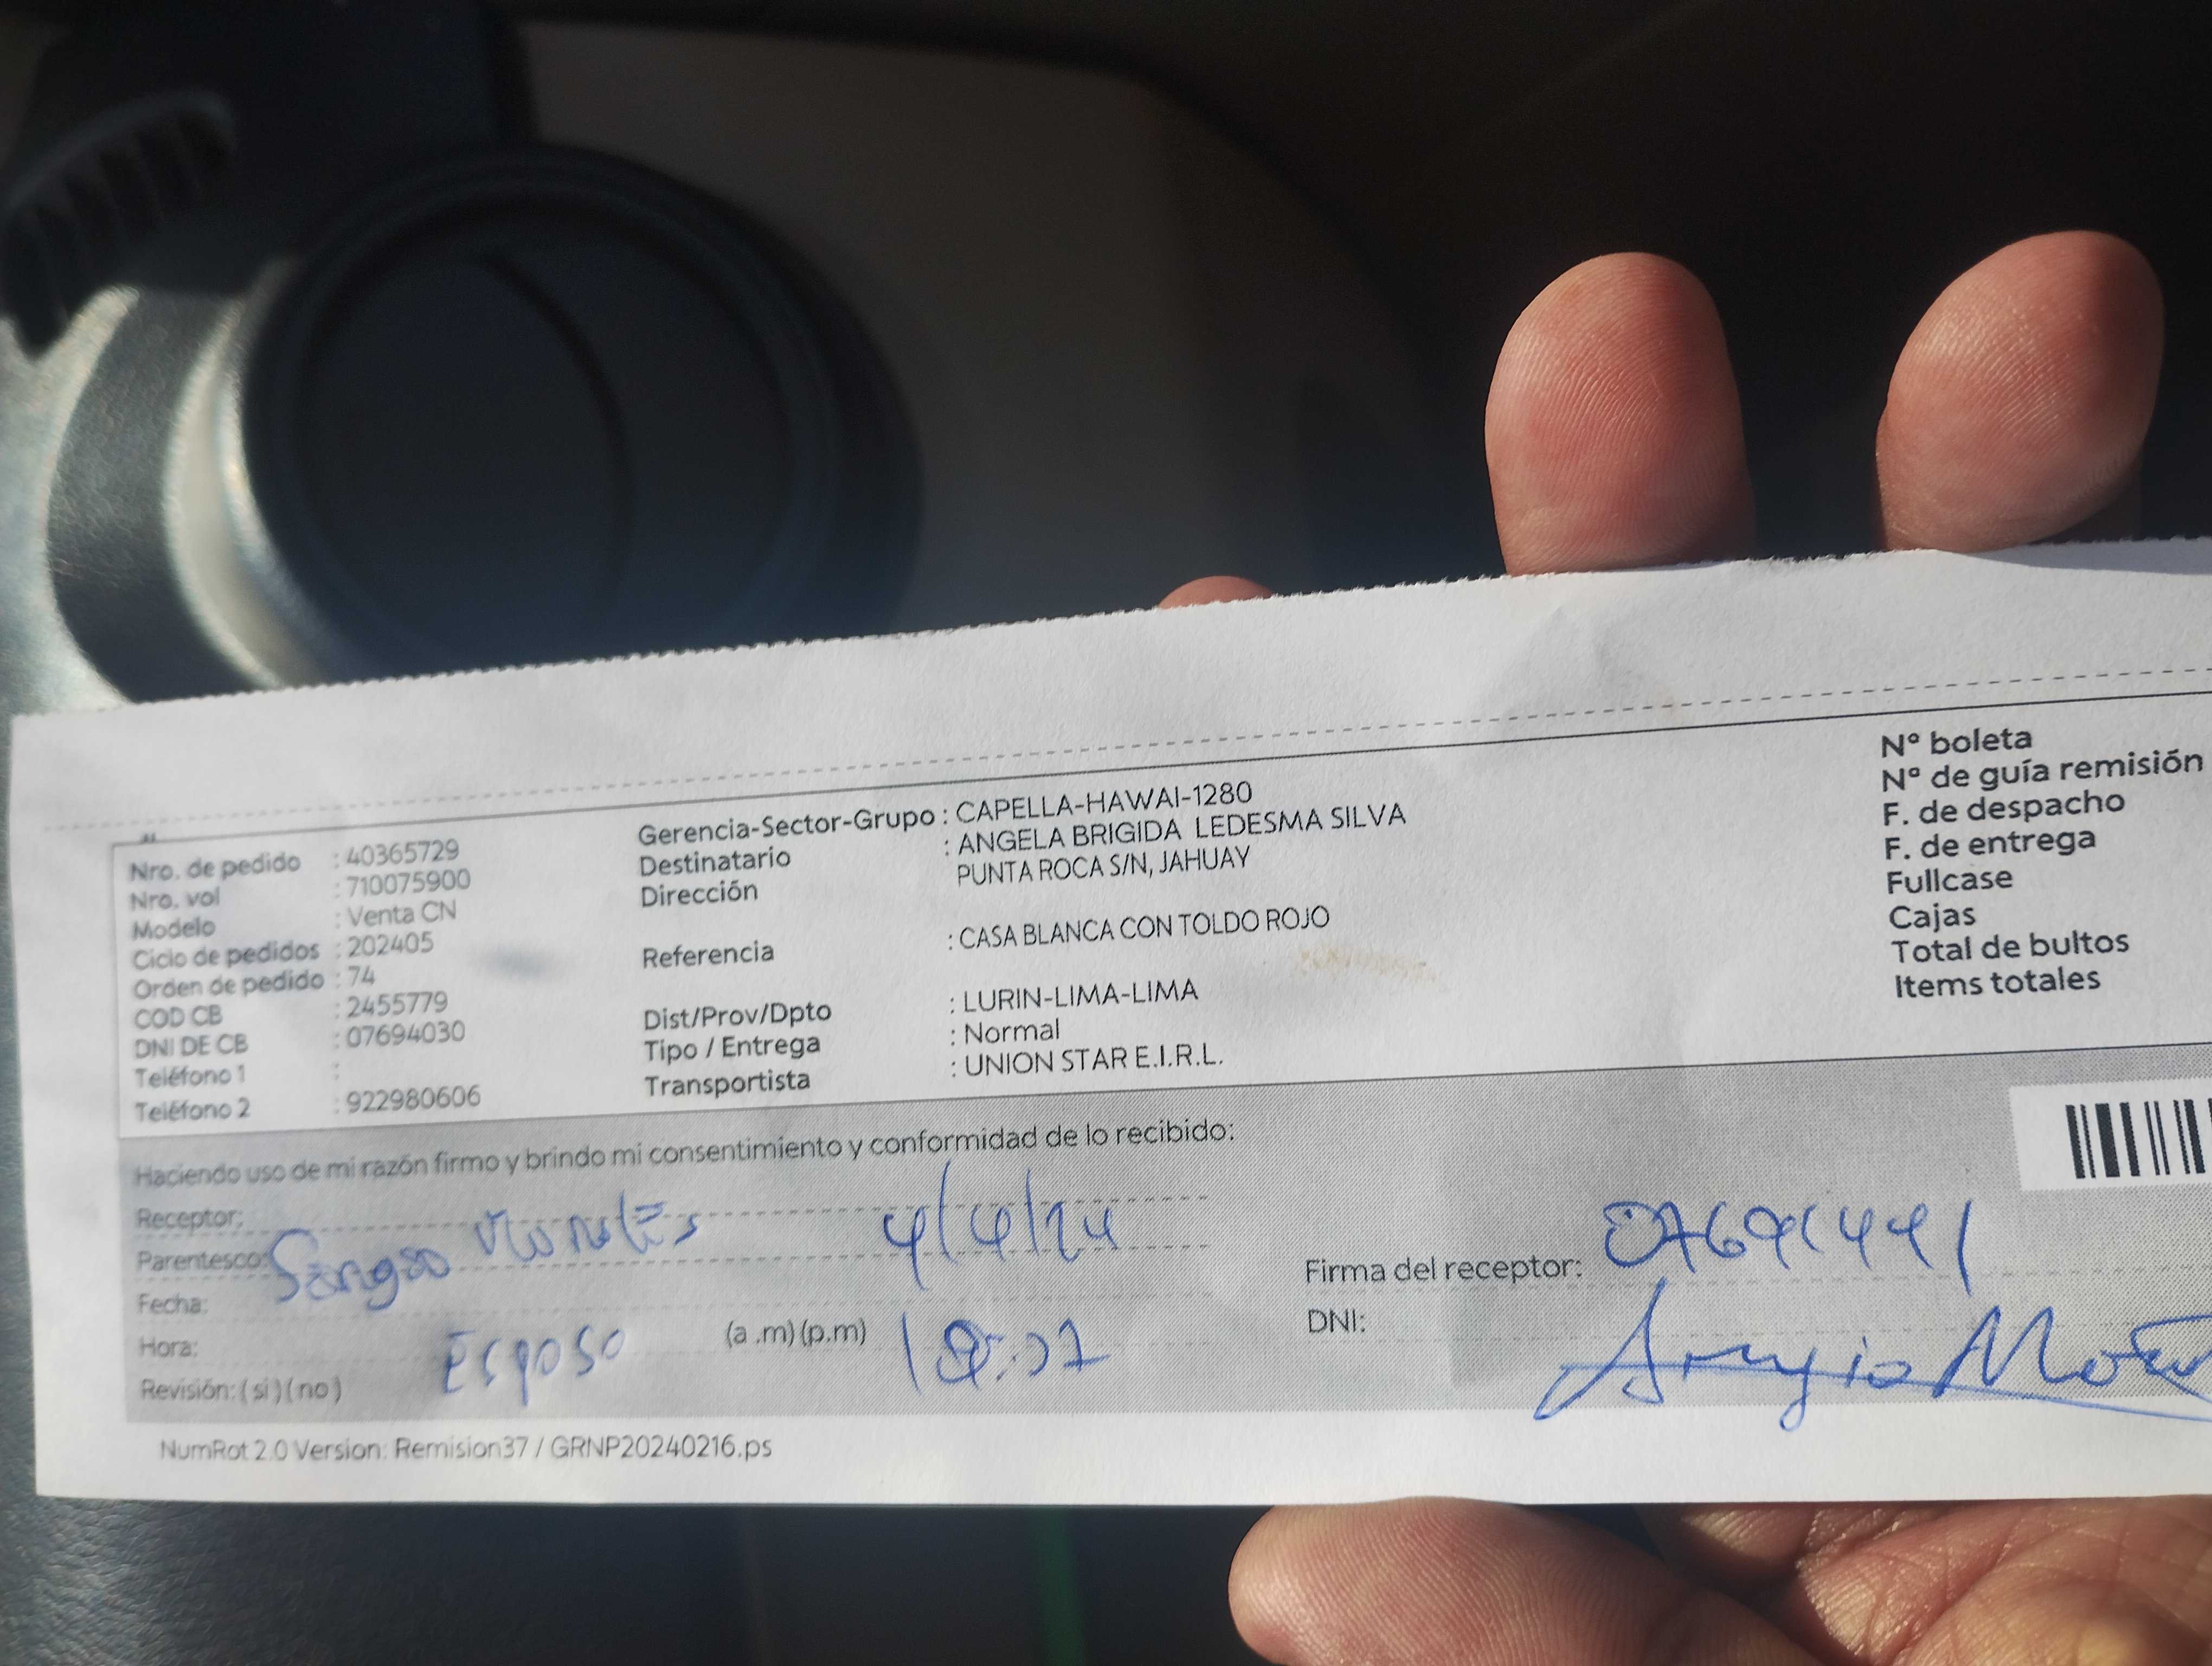 Nro. de pedido : 40365729
Nro. vol : 710075900
Modelo : Venta CN
Ciclo de pedidos : 202405
Orden de pedido : 74
COD CB : 2455779
DNI DE CB : 07694030
Teléfono 1 :
Teléfono 2 : 922980606
Gerencia-Sector-Grupo : CAPELLA-HAWAI-1280
Destinatario : ANGELA BRIGIDA LEDESMA SILVA
Dirección PUNTA ROCA S/N, JAHUAY
Referencia : CASA BLANCA CON TOLDO ROJO
Dist/Prov/Dpto : LURIN-LIMA-LIMA
Tipo / Entrega : Normal
Transportista : UNION STAR E.I.R.L.
N° boleta
N° de guía remisión
F. de despacho
F. de entrega
Fullcase
Cajas
Total de bultos
Items totales
Haciendo uso de mi razón firmo y brindo mi consentimiento y conformidad de lo recibido:
Receptor:
Parentesco:
Fecha: 4/4/24
Hora: (a .m) (p.m)
Revisión: ( si ) ( no ) Esposo
Firma del receptor:
DNI:
Sergio
NumRot 2.0 Version: Remision37 / GRNP20240216.ps